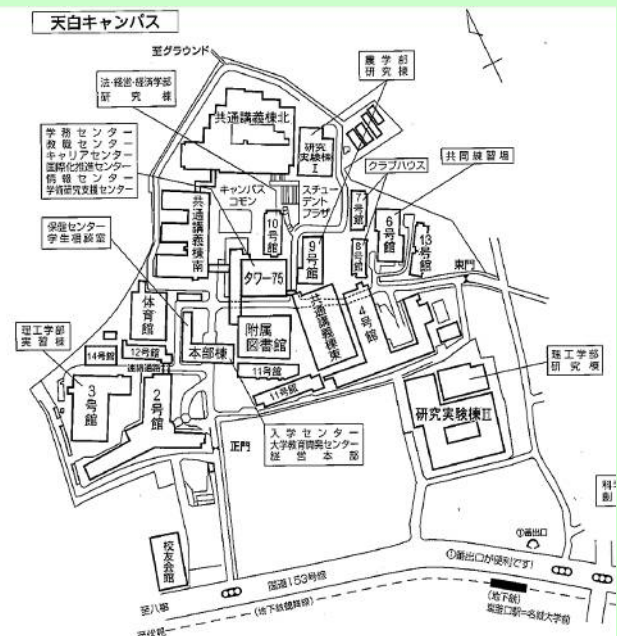 天白キャンパス
至グラウンド
農学部
研究棟
法・経営・経済学部
研究棟
共通講義棟北
研究
実験棟
I
学務センター
教職センター
キャリアセンター
国際化推進センター
情報センター
学術研究支援センター
クラブハウス
共同練習場
キャンパス
コモン
スチュー
デント
プラザ
共通講義棟南
10号館
7号館
6号館
保健センター
学生相談室
9号館
8号館
13号館
タワー75
東門
体育館
附属
図書館
共通講義棟東
4号館
理工学部
実習棟
14号館
12号館
本部棟
連絡通路
11号館
11号館
理工学部
研究棟
3号館
2号館
正門
入学センター
大学教育開発センター
経営本部
研究実験棟II
科学
創
①番出口
①番出口が便利です!
校友会館
国道153号線
至八事
(地下鉄鶴舞線)
(地下鉄)
塩釜口駅=名城大学前
至伏見